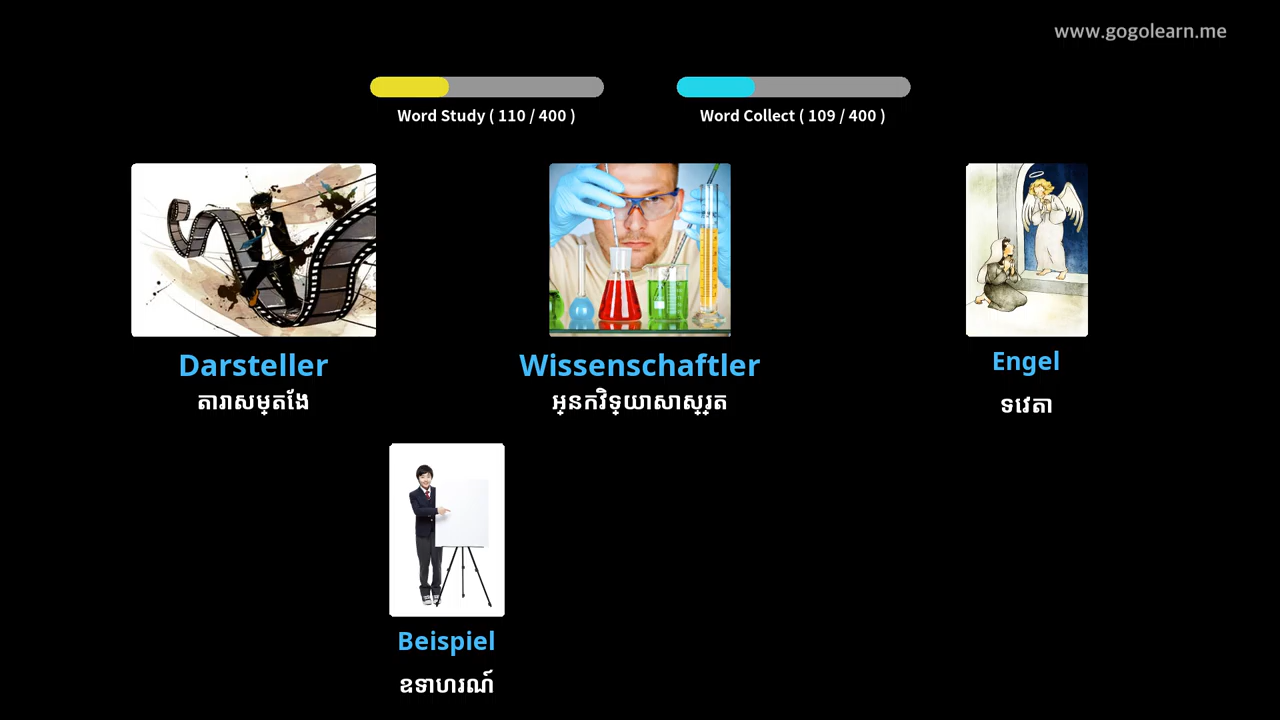 www.gogolearn.me
Word Study ( 110 / 400 )
Word Collect ( 109 / 400 )
Darsteller
តារាសម្តែង
Wissenschaftler
អ្នកវិទ្យាសាស្រ្ត
Engel
ទេវតា
Beispiel
ឧទាហរណ៍